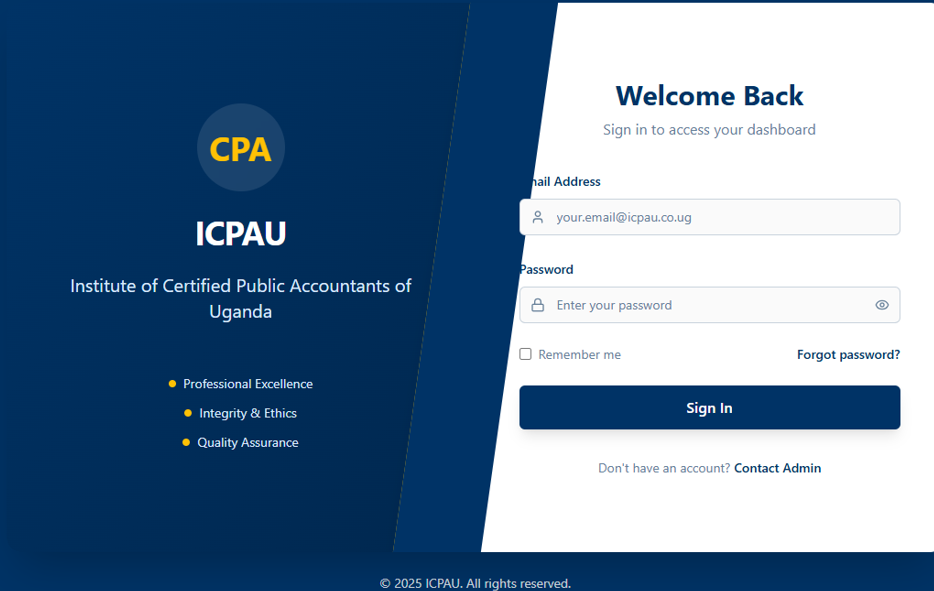 CPA
ICPAU
Institute of Certified Public Accountants of
Uganda
Professional Excellence
Integrity & Ethics
Quality Assurance
Welcome Back
Sign in to access your dashboard
mail Address
your.email@icpau.co.ug
Password
Enter your password
Remember me
Forgot password?
Sign In
Don't have an account? Contact Admin
© 2025 ICPAU. All rights reserved.